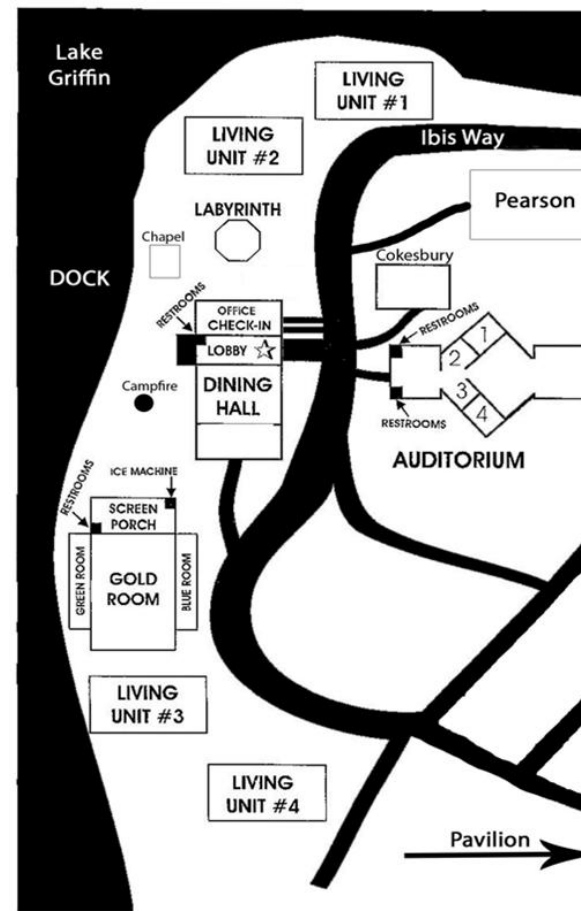 Lake
Griffin
LIVING
UNIT #1
LIVING
UNIT #2
Ibis Way
LABYRINTH
Pearson
Chapel
Cokesbury
DOCK
RESTROOMS
OFFICE
CHECK-IN
LOBBY
DINING
HALL
RESTROOMS
1
2
3
4
RESTROOMS
AUDITORIUM
Campfire
ICE MACHINE
RESTROOMS
SCREEN
PORCH
GREEN ROOM
GOLD
ROOM
BLUE ROOM
LIVING
UNIT #3
LIVING
UNIT #4
Pavilion